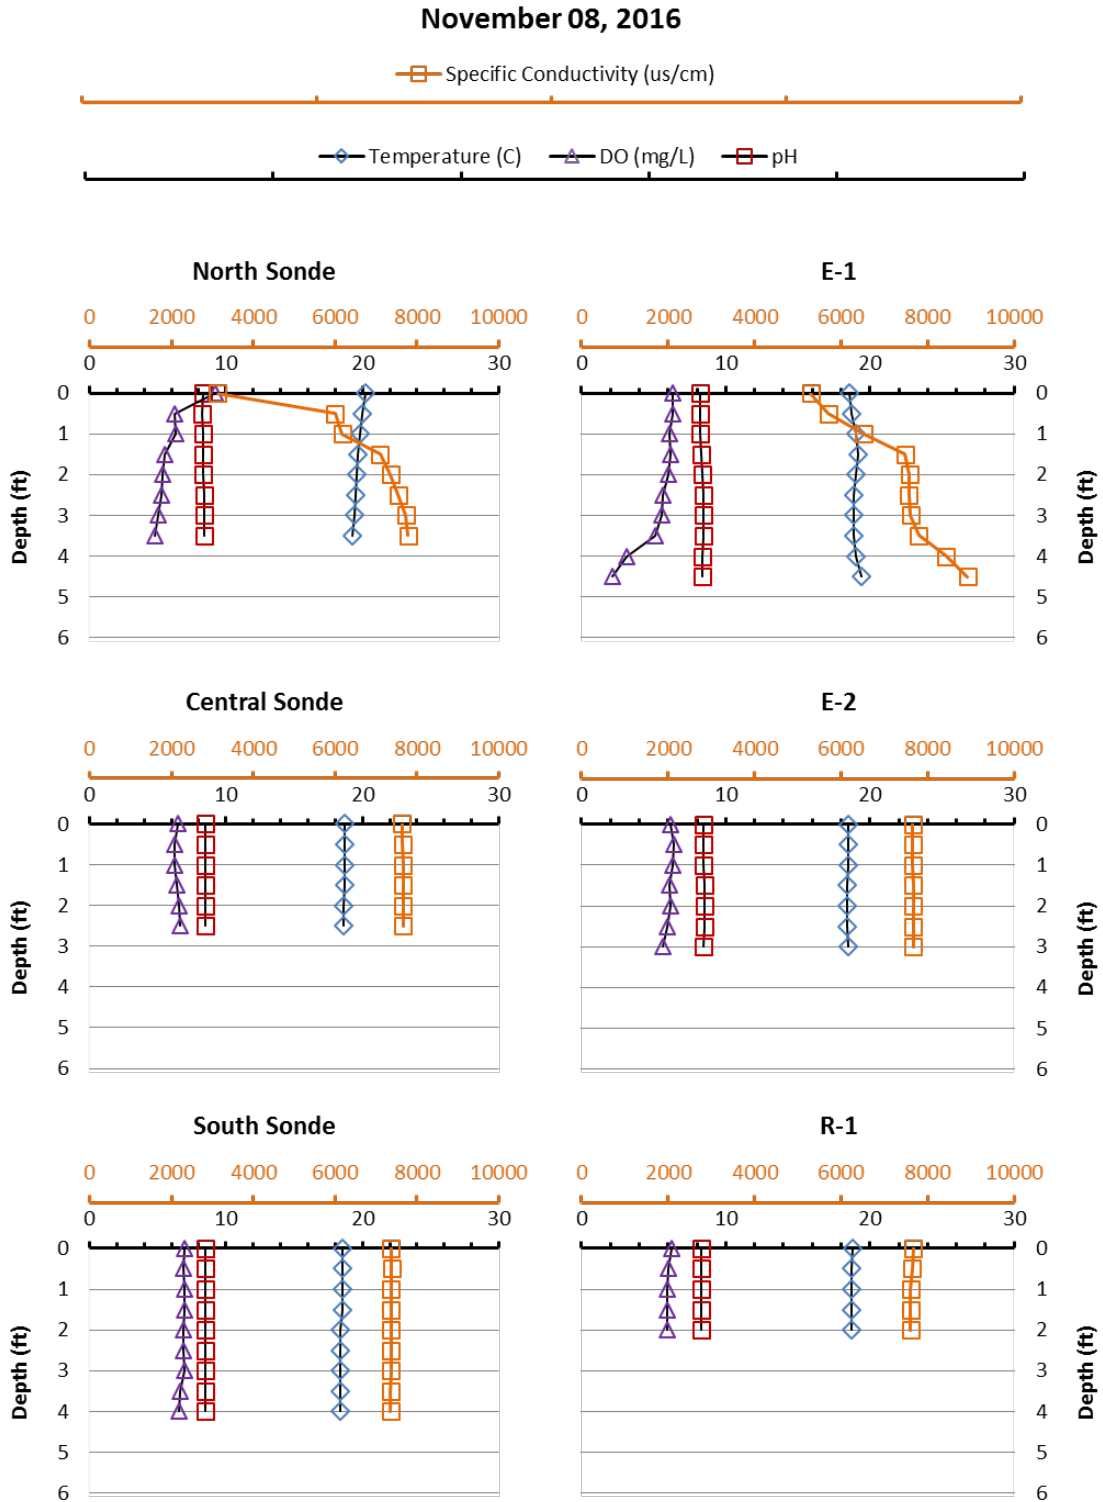 November 08, 2016
Specific Conductivity (us/cm)
Temperature (C) DO (mg/L) pH
North Sonde E-1
0 2000 4000 6000 8000 10000 0 2000 4000 6000 8000 10000
0 10 20 30 0 10 20 30
0 0
1 1
2 2
Depth (ft) Depth (ft)
3 3
4 4
5 5
6 6
Central Sonde E-2
0 2000 4000 6000 8000 10000 0 2000 4000 6000 8000 10000
0 10 20 30 0 10 20 30
0 0
1 1
2 2
Depth (ft) Depth (ft)
3 3
4 4
5 5
6 6
South Sonde R-1
0 2000 4000 6000 8000 10000 0 2000 4000 6000 8000 10000
0 10 20 30 0 10 20 30
0 0
1 1
2 2
Depth (ft) Depth (ft)
3 3
4 4
5 5
6 6